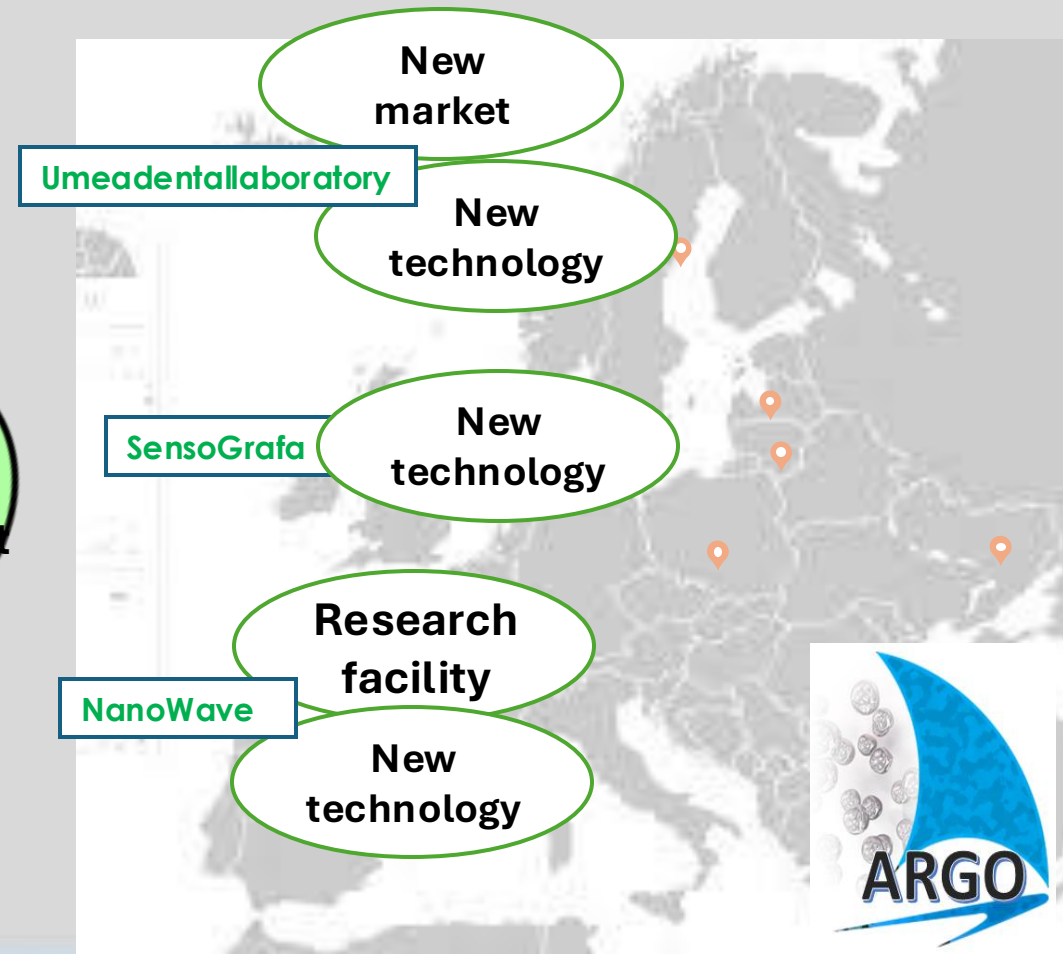 New
market
Umeadentallaboratory
New
technology
SensoGrafa
New
technology
Research
facility
NanoWave
New
technology
ARGO